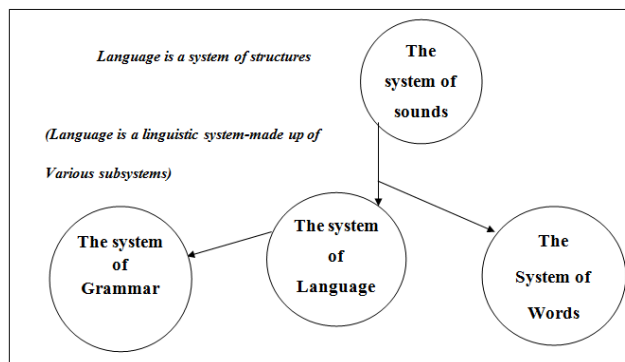 Language is a system of structures
The
system of
sounds
(Language is a linguistic system-made up of
Various subsystems)
The system
of
Grammar
The system
of
Language
The
System of
Words